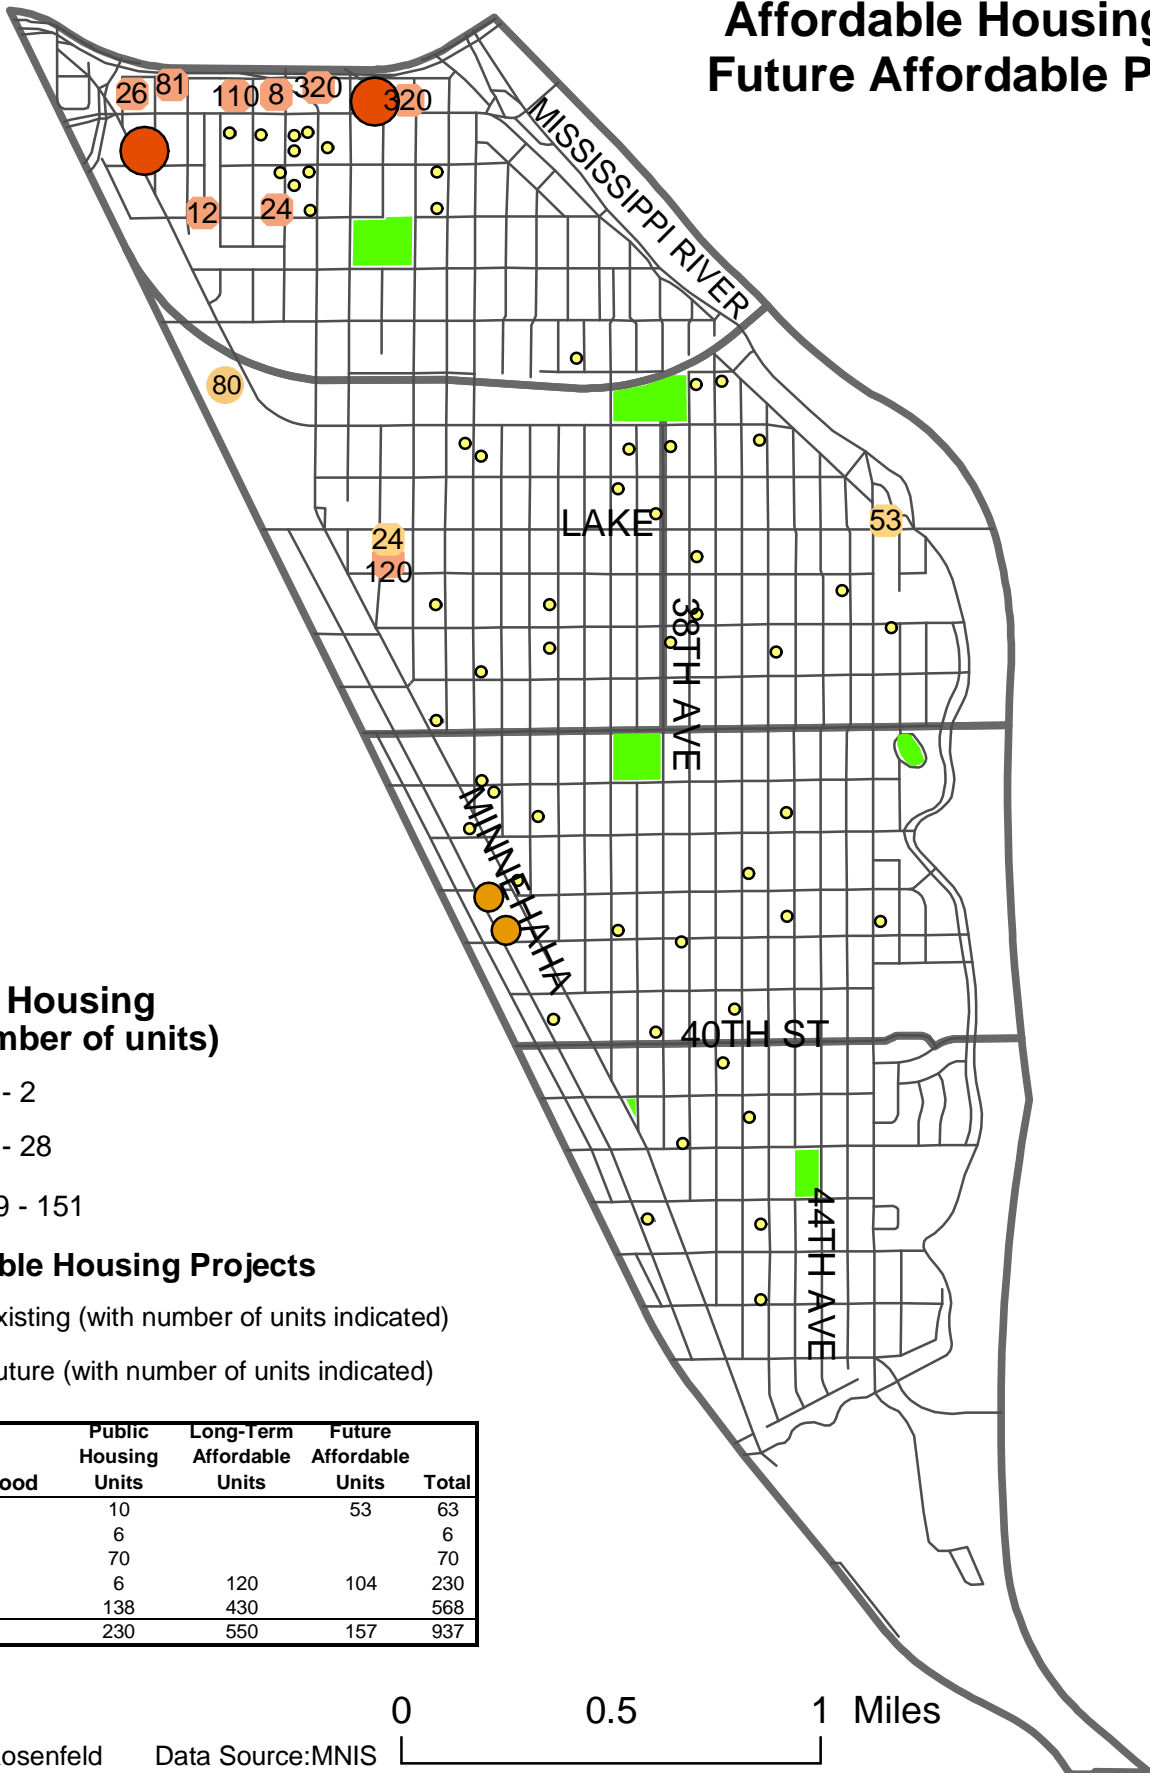 Affordable Housing
Future Affordable P
26 81 110 8 320 320
MISSISSIPPI RIVER
12 24
80
LAKE
53
24
120
38TH AVE
MINNEHAHA
40TH ST
44TH AVE
Housing
mber of units)
- 2
- 28
9 - 151
ble Housing Projects
xisting (with number of units indicated)
uture (with number of units indicated)
Public Long-Term Future
Housing Affordable Affordable
ood Units Units Units Total
10 53 63
6 6
70 70
6 120 104 230
138 430 568
230 550 157 937
0 0.5 1 Miles
osenfeld Data Source:MNIS